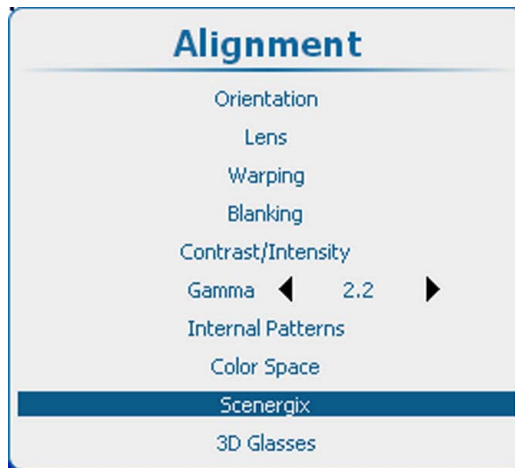 Alignment
Orientation
Lens
Warping
Blanking
Contrast/Intensity
Gamma 2.2
Internal Patterns
Color Space
Scenergix
3D Glasses